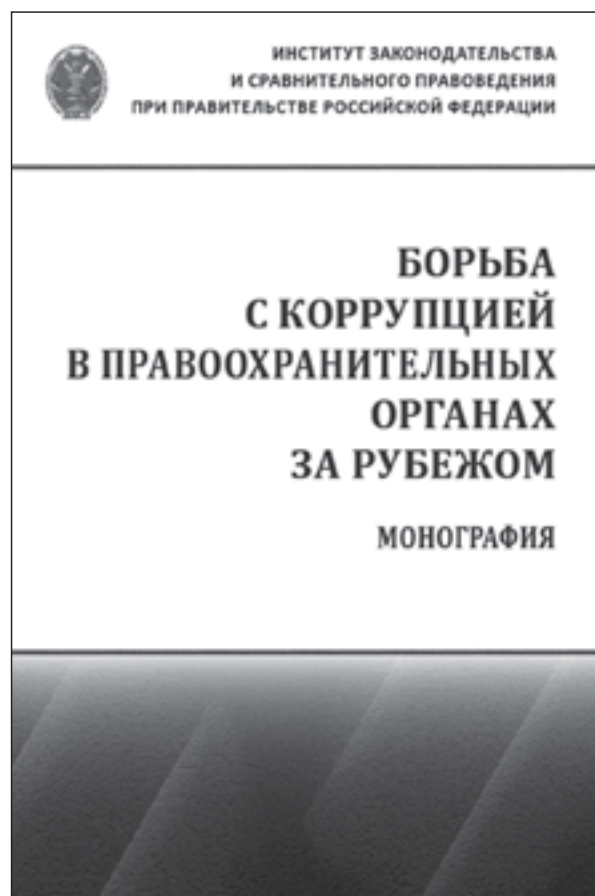 ИНСТИТУТ ЗАКОНОДАТЕЛЬСТВА
И СРАВНИТЕЛЬНОГО ПРАВОВЕДЕНИЯ
ПРИ ПРАВИТЕЛЬСТВЕ РОССИЙСКОЙ ФЕДЕРАЦИИ
БОРЬБА
С КОРРУПЦИЕЙ
В ПРАВООХРАНИТЕЛЬНЫХ
ОРГАНАХ
ЗА РУБЕЖОМ
МОНОГРАФИЯ